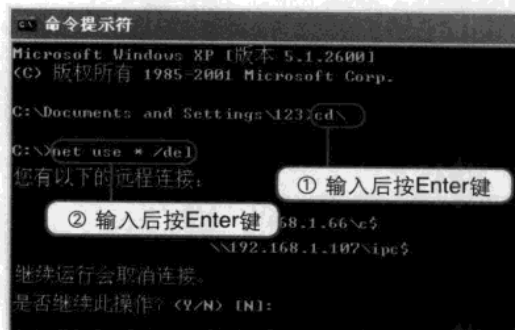 命令提示符
Microsoft Windows XP [版本 5.1.2600]
(C) 版权所有 1985-2001 Microsoft Corp.
C:\Documents and Settings\123>cd\
C:\>net use * /del
您有以下的远程连接:
① 输入后按Enter键
② 输入后按Enter键
68.1.66\c$
\\192.168.1.107\ipc$
继续运行会取消连接。
是否继续此操作? (Y/N) [N]: